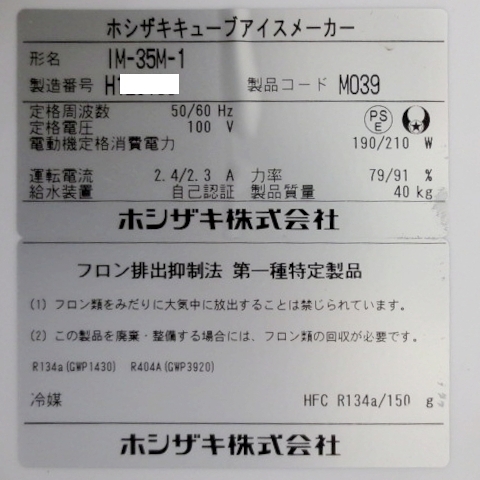 ホシザキキューブアイスメーカー
形名 IM-35M-1
製造番号 製品コード M039
定格周波数 50/60 Hz
定格電圧 100 V
PSE
電動機定格消費電力 190/210 W
運転電流 2.4/2.3 A 力率 79/91 %
給水装置 自己認証 製品質量 40 kg
ホシザキ株式会社
フロン排出抑制法 第一種特定製品
(1) フロン類をみだりに大気中に放出することは禁じられています。
(2) この製品を廃棄・整備する場合には、フロン類の回収が必要です。
R134a(GWP1430) R404A(GWP3920)
冷媒 HFC R134a/150 g
ホシザキ株式会社